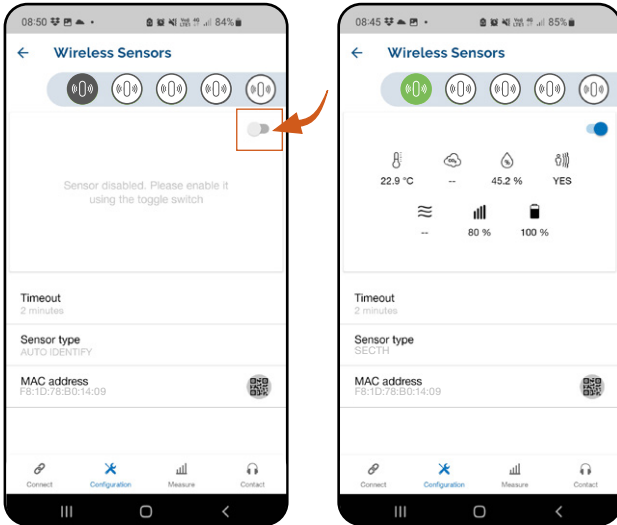 08:50
84%
Wireless Sensors
Sensor disabled. Please enable it
using the toggle switch
Timeout
2 minutes
Sensor type
AUTO IDENTIFY
MAC address
F8:1D:78:B0:14:09
Connect
Configuration
Measure
Contact
08:45
85%
Wireless Sensors
22.9 °C
--
45.2 %
YES
--
80 %
100 %
Timeout
2 minutes
Sensor type
SECTH
MAC address
F8:1D:78:B0:14:09
Connect
Configuration
Measure
Contact